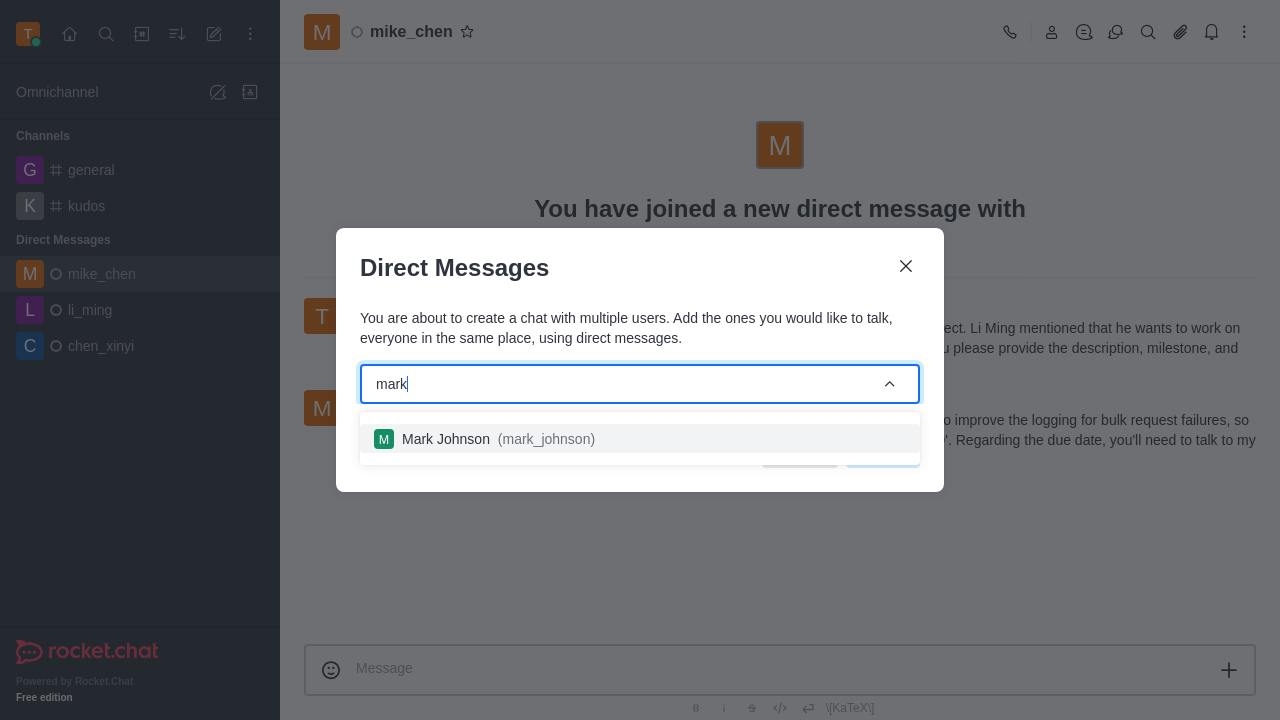 T
Omnichannel
Channels
G general
K kudos
Direct Messages
M mike_chen
L li_ming
C chen_xinyi
rocket.chat
Powered by Rocket.Chat
Free edition
M mike_chen
M
You have joined a new direct message with
T
ect. Li Ming mentioned that he wants to work on
u please provide the description, milestone, and
M
o improve the logging for bulk request failures, so
'. Regarding the due date, you'll need to talk to my
Direct Messages
You are about to create a chat with multiple users. Add the ones you would like to talk,
everyone in the same place, using direct messages.
mark
M Mark Johnson (mark_johnson)
Message
B i S </> \[KaTeX\]